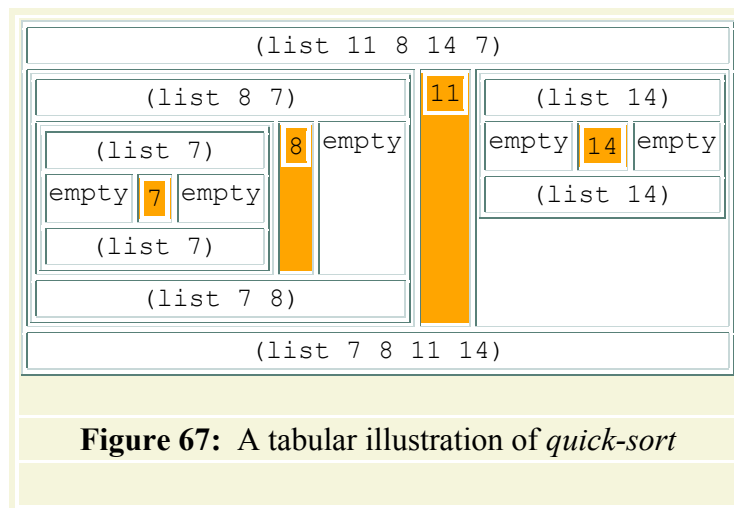 (list 11 8 14 7)
(list 8 7) 11 (list 14)
(list 7) 8 empty empty 14 empty
empty 7 empty (list 14)
(list 7)
(list 7 8)
(list 7 8 11 14)
Figure 67: A tabular illustration of quick-sort